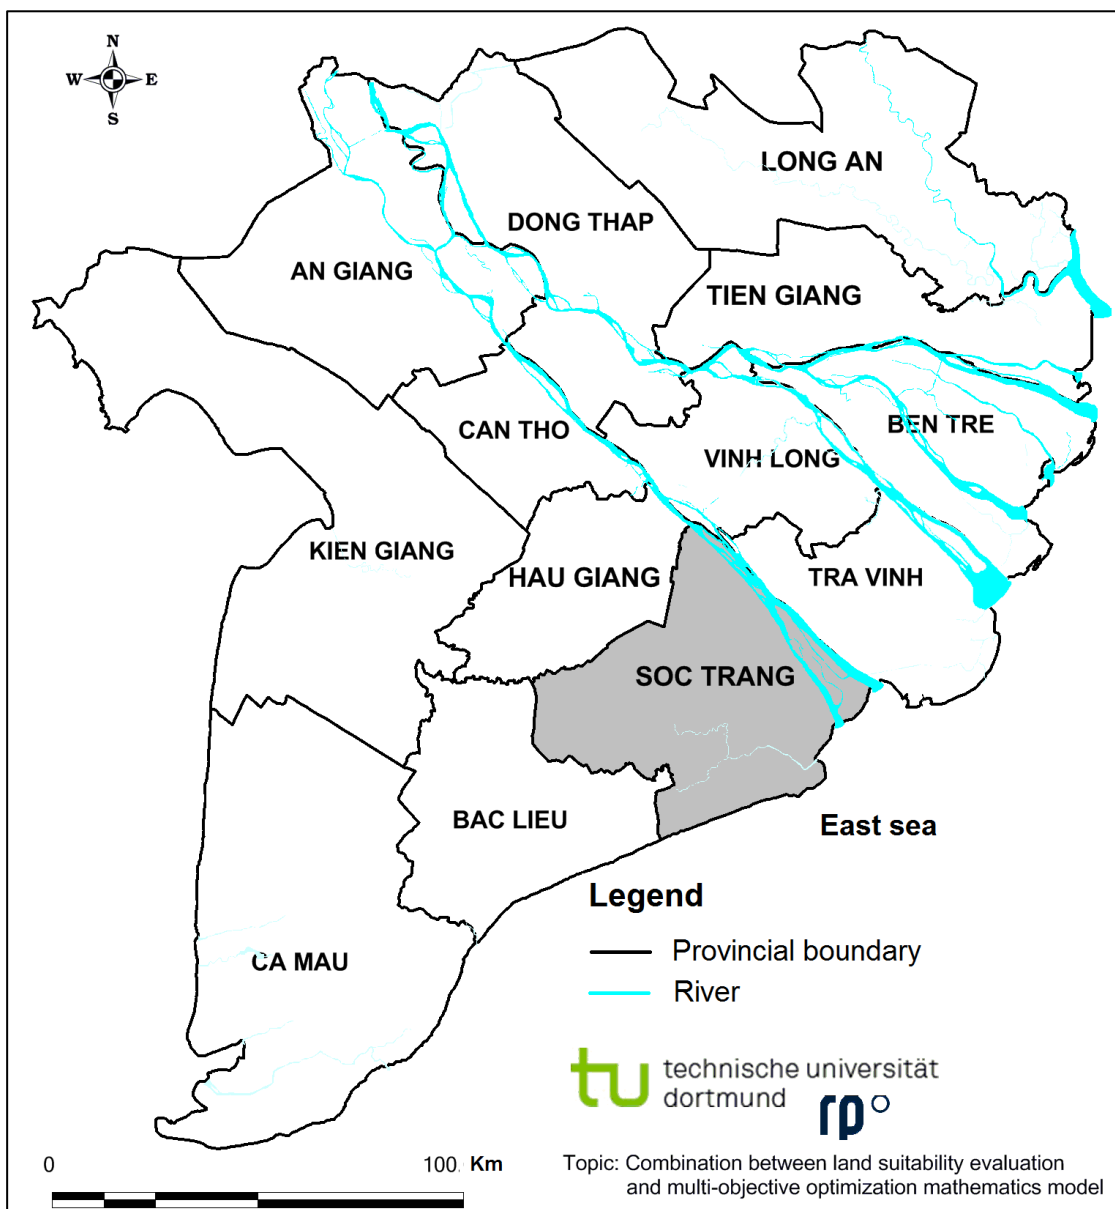 N
W E
S
LONG AN
DONG THAP
AN GIANG
TIEN GIANG
BEN TRE
CAN THO
VINH LONG
KIEN GIANG
HAU GIANG
TRA VINH
SOC TRANG
BAC LIEU
East sea
CA MAU
Legend
Provincial boundary
River
tu technische universität
dortmund
rp
0 100 Km
Topic: Combination between land suitability evaluation
and multi-objective optimization mathematics model